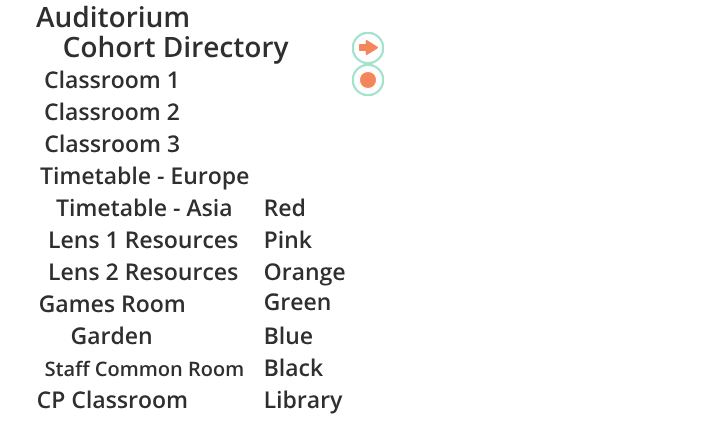 Auditorium
Cohort Directory
Classroom 1
Classroom 2
Classroom 3
Timetable - Europe
Timetable - Asia Red
Lens 1 Resources Pink
Lens 2 Resources Orange
Games Room Green
Garden Blue
Staff Common Room Black
CP Classroom Library